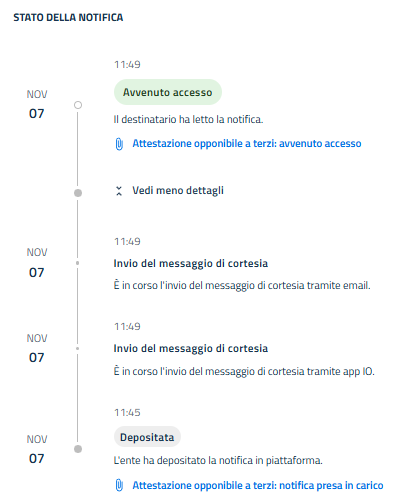 STATO DELLA NOTIFICA
11:49
NOV
07
Avvenuto accesso
Il destinatario ha letto la notifica.
Attestazione opponibile a terzi: avvenuto accesso
Vedi meno dettagli
11:49
NOV
07
Invio del messaggio di cortesia
È in corso l'invio del messaggio di cortesia tramite email.
11:49
NOV
07
Invio del messaggio di cortesia
È in corso l'invio del messaggio di cortesia tramite app IO.
11:45
NOV
07
Depositata
L'ente ha depositato la notifica in piattaforma.
Attestazione opponibile a terzi: notifica presa in carico